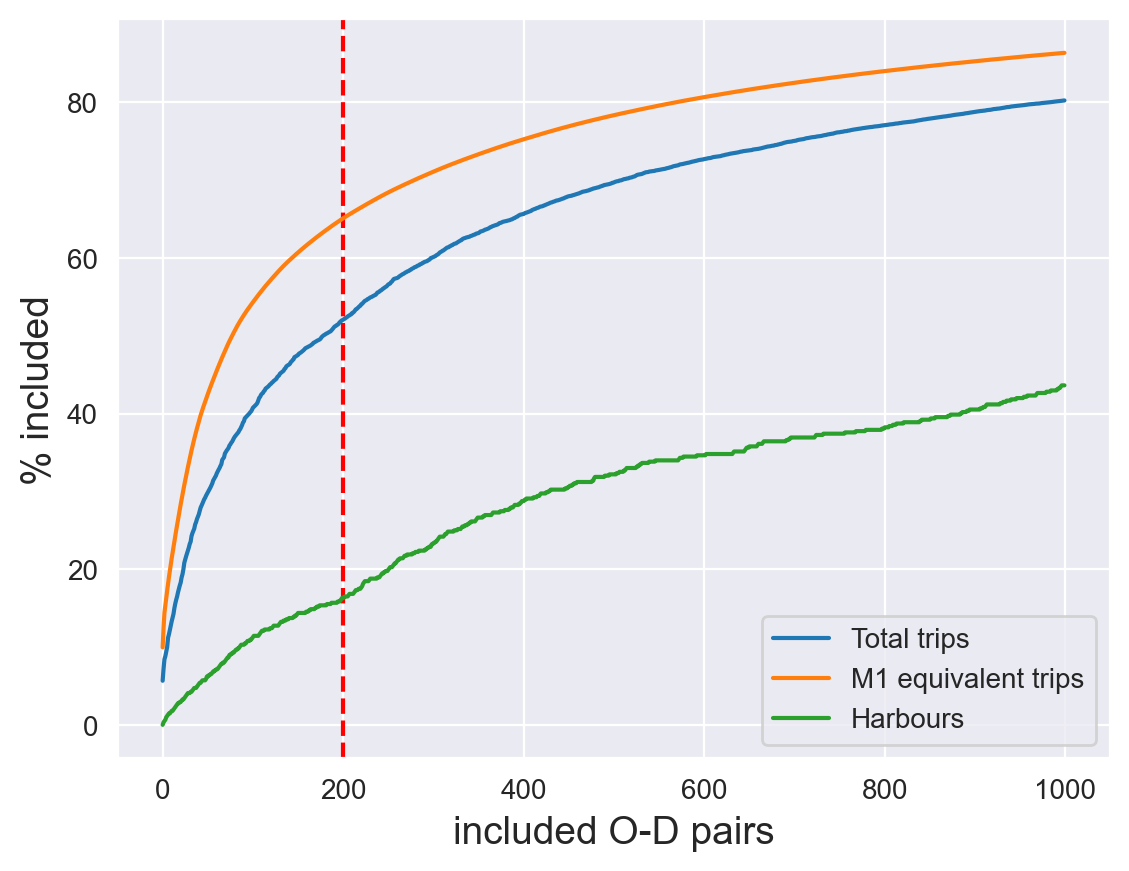 % included
80
60
40
20
0
0 200 400 600 800 1000
included O-D pairs
Total trips
M1 equivalent trips
Harbours